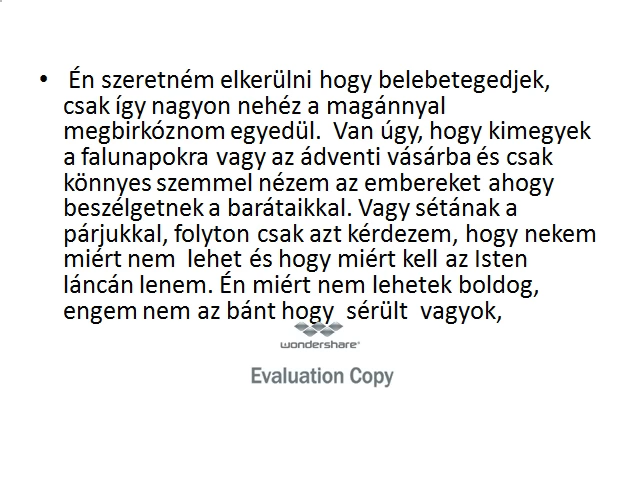 • Én szeretném elkerülni hogy belebetegedjek,
csak így nagyon nehéz a magánnyal
megbirkóznom egyedül.  Van úgy, hogy kimegyek
a falunapokra vagy az ádventi vásárba és csak
könnyes szemmel nézem az embereket ahogy
beszélgetnek a barátaikkal. Vagy sétának a
párjukkal, folyton csak azt kérdezem, hogy nekem
miért nem  lehet és hogy miért kell az Isten
láncán lenem. Én miért nem lehetek boldog,
engem nem az bánt hogy  sérült  vagyok,
wondershare®
Evaluation Copy